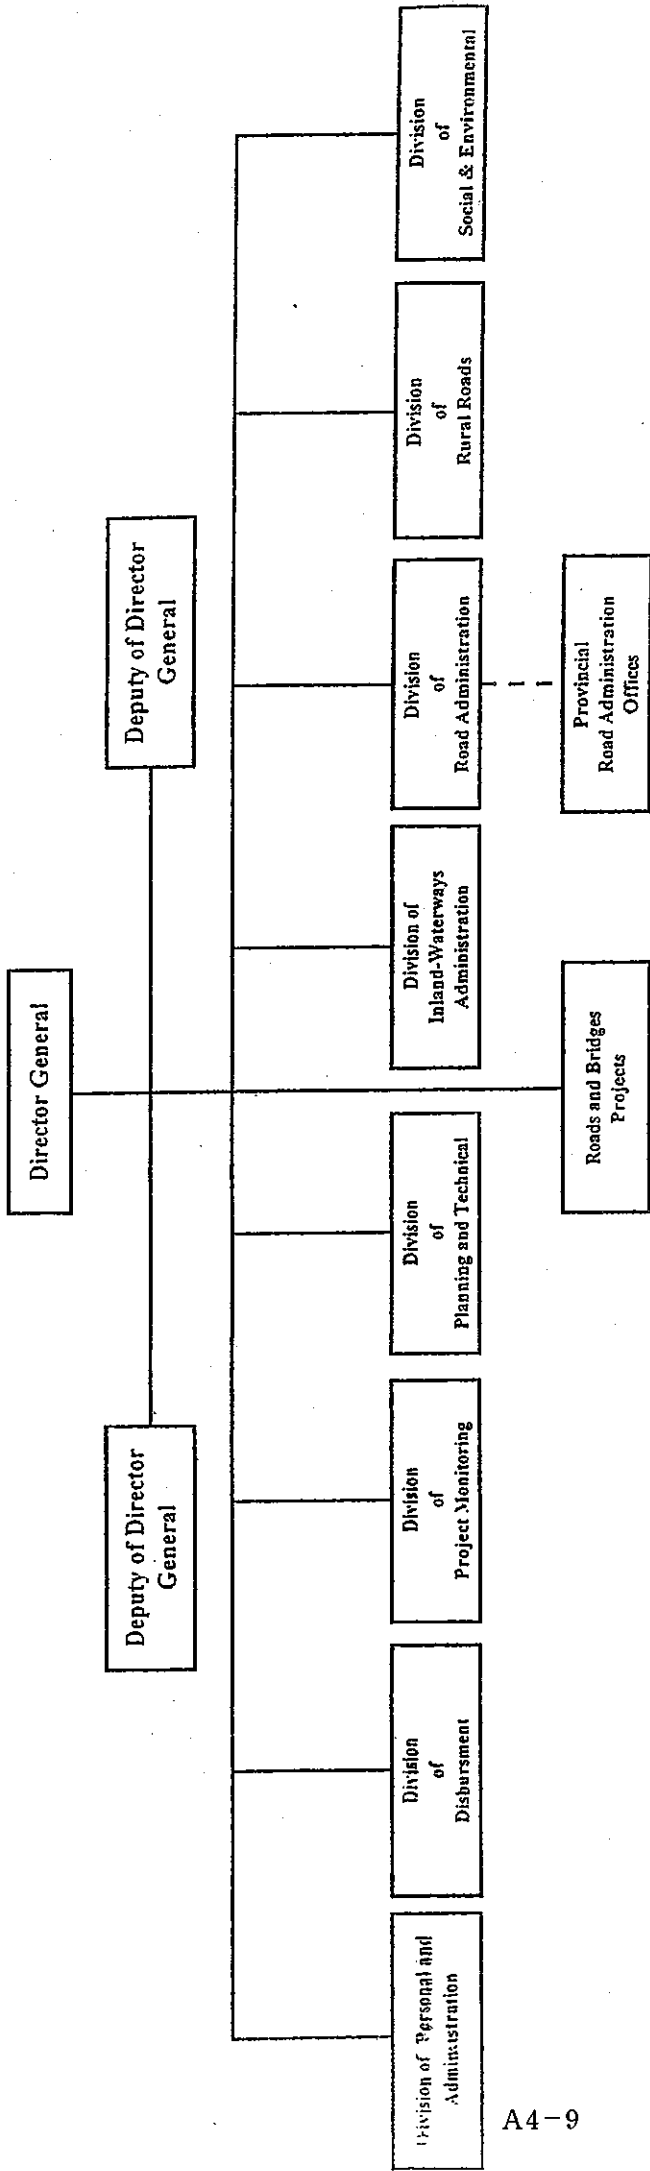 Director General
Deputy of Director
General
Deputy of Director
General
Division of Personal and
Administration
Division
of
Disbursment
Division
of
Project Monitoring
Division
of
Planning and Technical
Division of
Inland-Waterways
Administration
Division
of
Road Administration
Division
of
Rural Roads
Division
of
Social & Environmental
Roads and Bridges
Projects
Provincial
Road Administration
Offices
A4-9